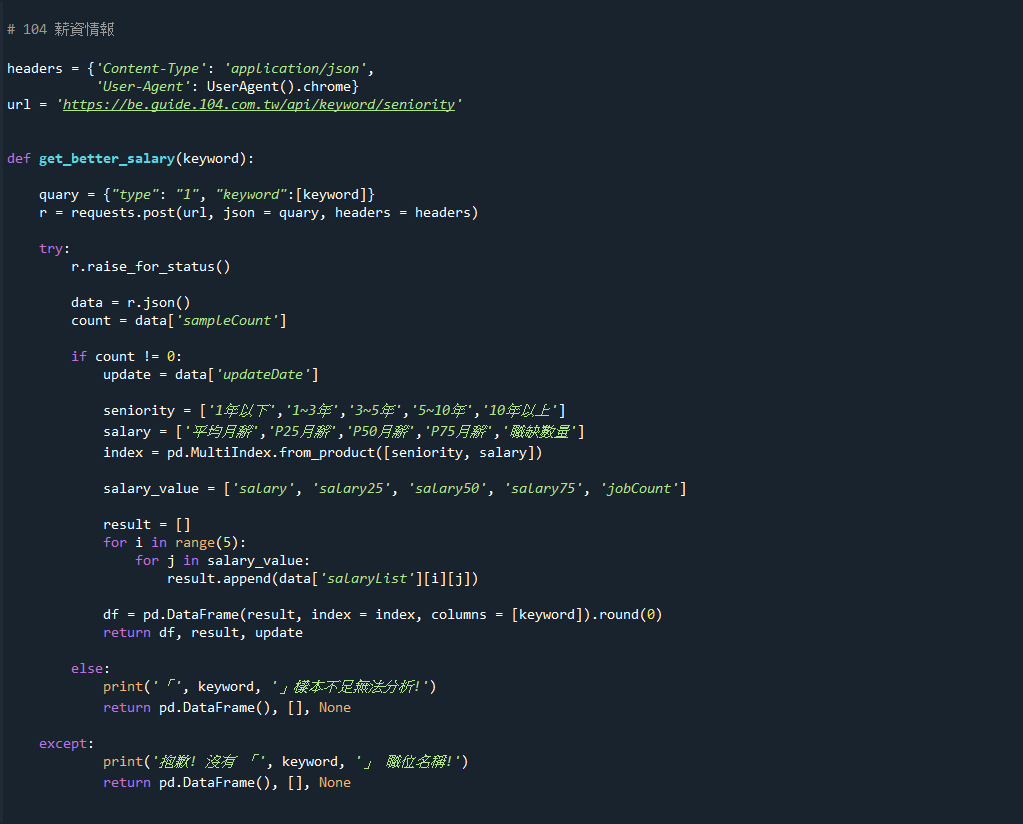 # 104 薪資情報
headers = {'Content-Type': 'application/json',
'User-Agent': UserAgent().chrome}
url = 'https://be.guide.104.com.tw/api/keyword/seniority'
def get_better_salary(keyword):
quary = {"type": "1", "keyword":[keyword]}
r = requests.post(url, json = quary, headers = headers)
try:
r.raise_for_status()
data = r.json()
count = data['sampleCount']
if count != 0:
update = data['updateDate']
seniority = ['1年以下','1~3年','3~5年','5~10年','10年以上']
salary = ['平均月薪','P25月薪','P50月薪','P75月薪','職缺數量']
index = pd.MultiIndex.from_product([seniority, salary])
salary_value = ['salary', 'salary25', 'salary50', 'salary75', 'jobCount']
result = []
for i in range(5):
for j in salary_value:
result.append(data['salaryList'][i][j])
df = pd.DataFrame(result, index = index, columns = [keyword]).round(0)
return df, result, update
else:
print('「', keyword, '」樣本不足無法分析!')
return pd.DataFrame(), [], None
except:
print('抱歉! 沒有 「', keyword, '」 職位名稱!')
return pd.DataFrame(), [], None